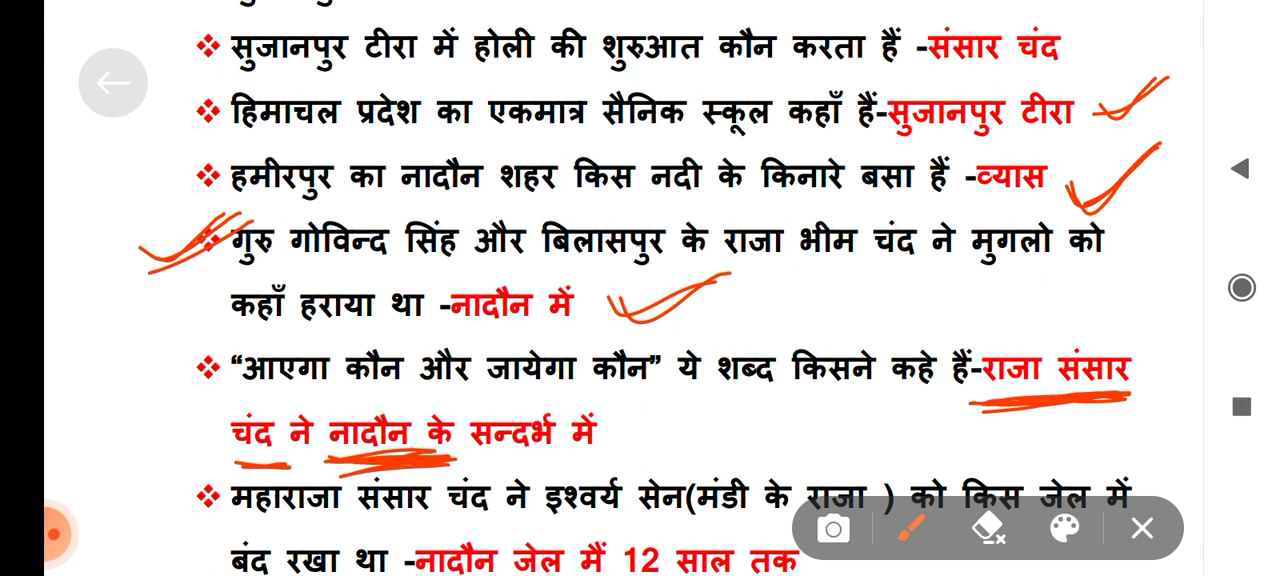 सुजानपुर टीरा में होली की शुरुआत कौन करता हैं -संसार चंद
हिमाचल प्रदेश का एकमात्र सैनिक स्कूल कहाँ हैं-सुजानपुर टीरा
हमीरपुर का नादौन शहर किस नदी के किनारे बसा हैं -व्यास
गुरु गोविन्द सिंह और बिलासपुर के राजा भीम चंद ने मुगलो को
कहाँ हराया था -नादौन में
“आएगा कौन और जायेगा कौन” ये शब्द किसने कहे हैं-राजा संसार
चंद ने नादौन के सन्दर्भ में
महाराजा संसार चंद ने इश्वर्य सेन(मंडी के राजा ) को किस जेल में
बंद रखा था -नादौन जेल मैं 12 साल तक